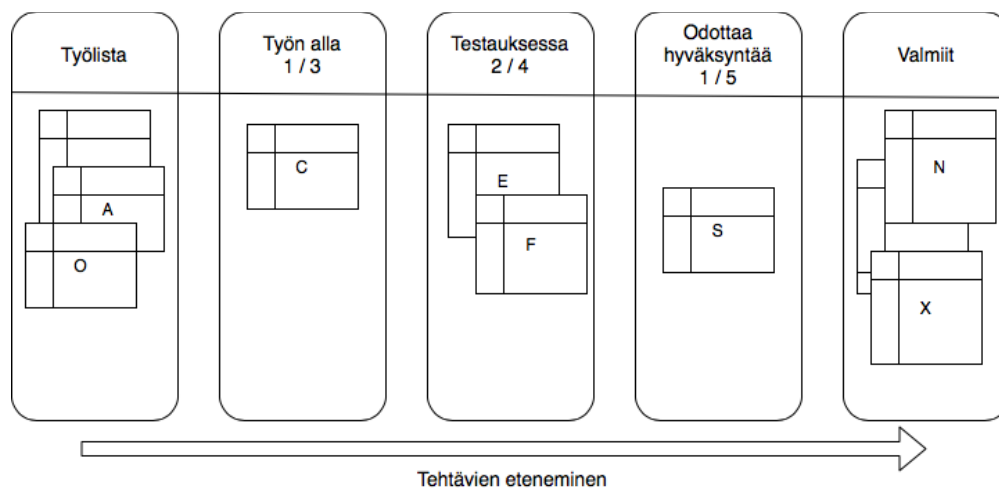 Työlista
Työn alla
1 / 3
Testauksessa
2 / 4
Odottaa
hyväksyntää
1 / 5
Valmiit
A
O
C
E
F
S
N
X
Tehtävien eteneminen